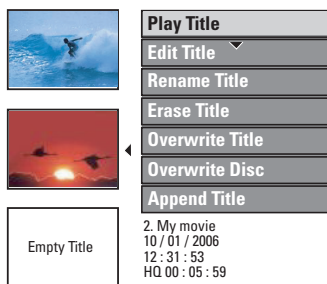 Play Title
Edit Title
Rename Title
Erase Title
Overwrite Title
Overwrite Disc
Append Title
Empty Title
2. My movie
10 / 01 / 2006
12 : 31 : 53
HQ 00 : 05 : 59